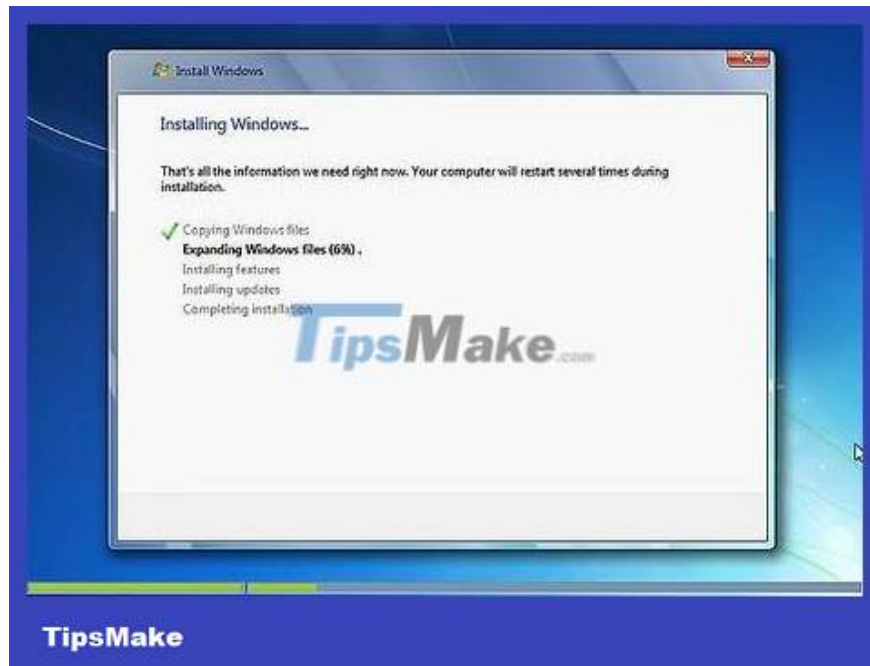 Install Windows
Installing Windows...
That's all the information we need right now. Your computer will restart several times during
installation.
Copying Windows files
Expanding Windows files (6%) .
Installing features
Installing updates
Completing installation
TipsMake.com
TipsMake